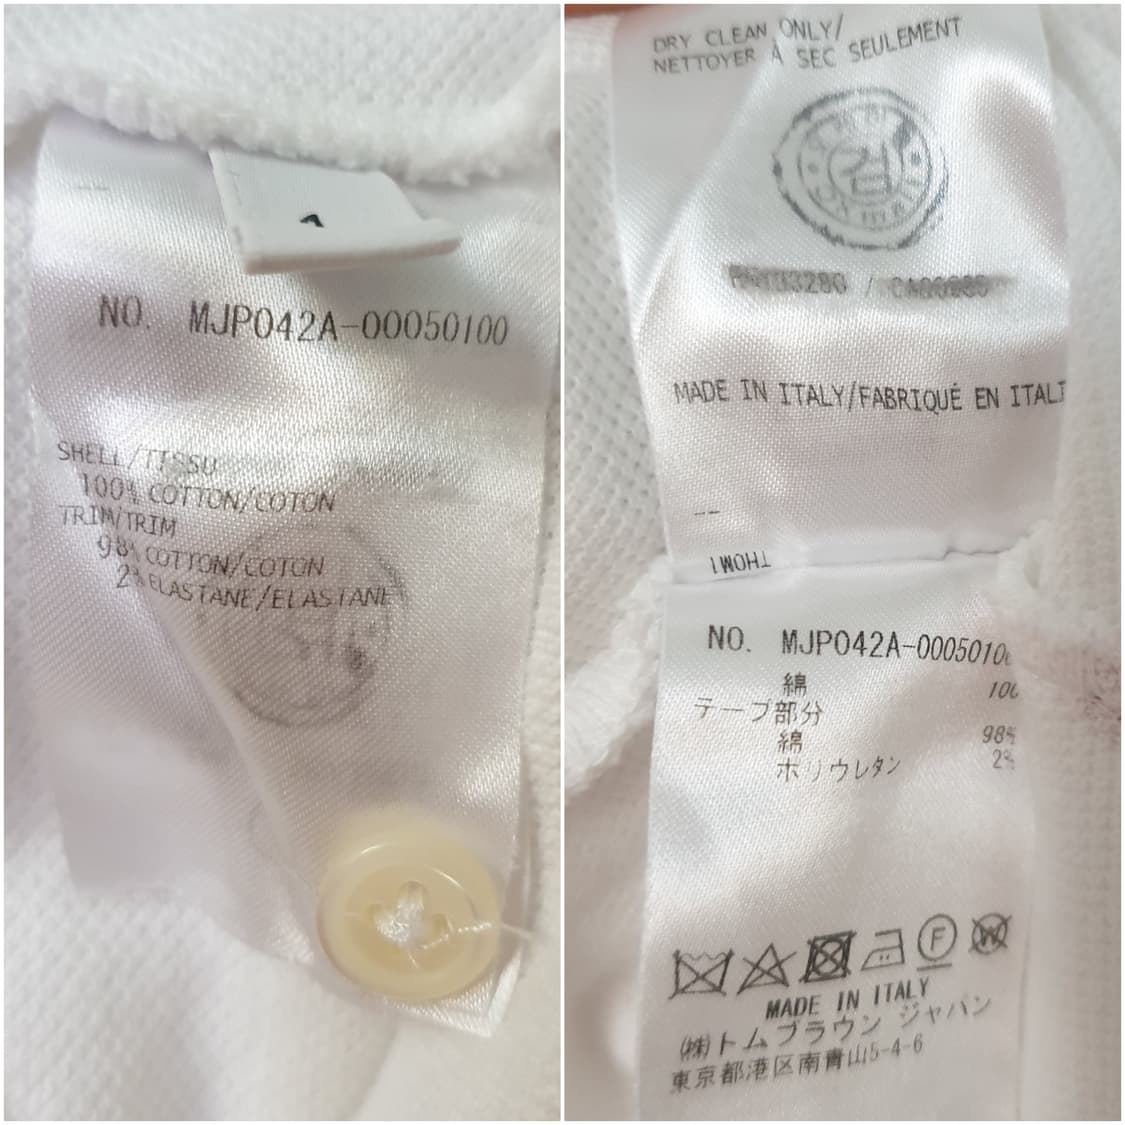 NO. MJP042A-00050100
SHELL/TISSU
100% COTTON/COTON
TRIM/TRIM
98% COTTON/COTON
2% ELASTANE/ELASTANE
DRY CLEAN ONLY/
NETTOYER À SEC SEULEMENT
MADE IN ITALY/FABRIQUÉ EN ITALI
THOM1
NO. MJP042A-0005010
綿 100
テープ部分
綿 98%
ポリウレタン 2%
F W
MADE IN ITALY
(株)トムブラウン ジャパン
東京都港区南青山5-4-6